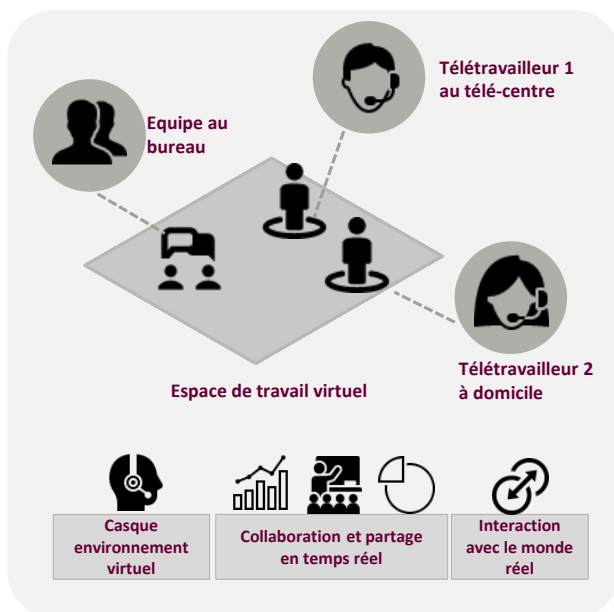 Télétravailleur 1
au télé-centre
Equipe au
bureau
Télétravailleur 2
à domicile
Espace de travail virtuel
Casque
environnement
virtuel
Collaboration et partage
en temps réel
Interaction
avec le monde
réel